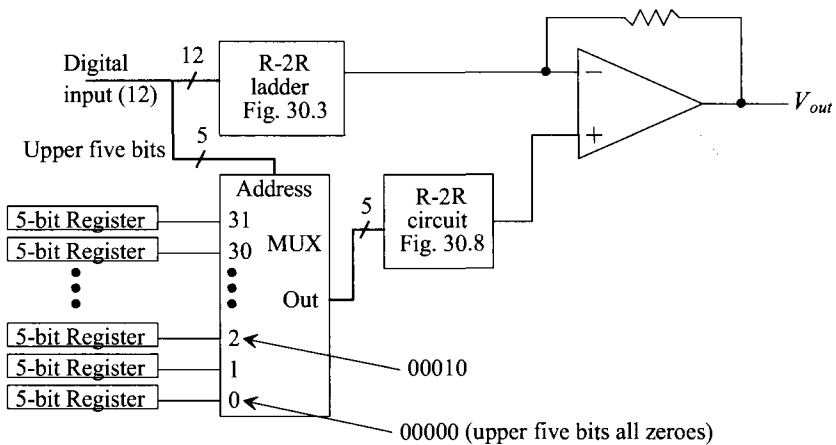 Digital
input (12)
12
R-2R
ladder
Fig. 30.3
−
+
Vout
Upper five bits
5
Address
MUX
Out
5
R-2R
circuit
Fig. 30.8
5-bit Register
31
5-bit Register
30
5-bit Register
2
5-bit Register
1
5-bit Register
0
00010
00000 (upper five bits all zeroes)